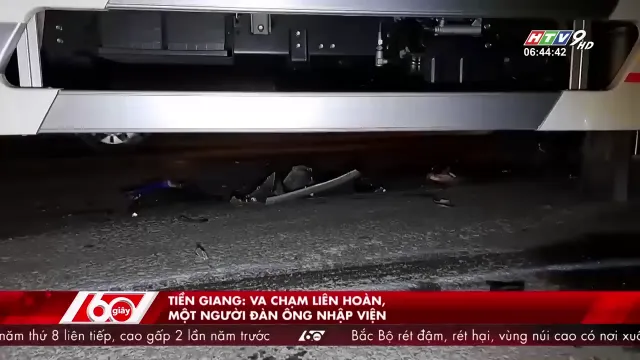 HTV9HD
06:44:42
60
giây
TIỀN GIANG: VA CHẠM LIÊN HOÀN,
MỘT NGƯỜI ĐÀN ÔNG NHẬP VIỆN
năm thứ 8 liên tiếp, cao gấp 2 lần năm trước
Bắc Bộ rét đậm, rét hại, vùng núi cao có nơi xuố